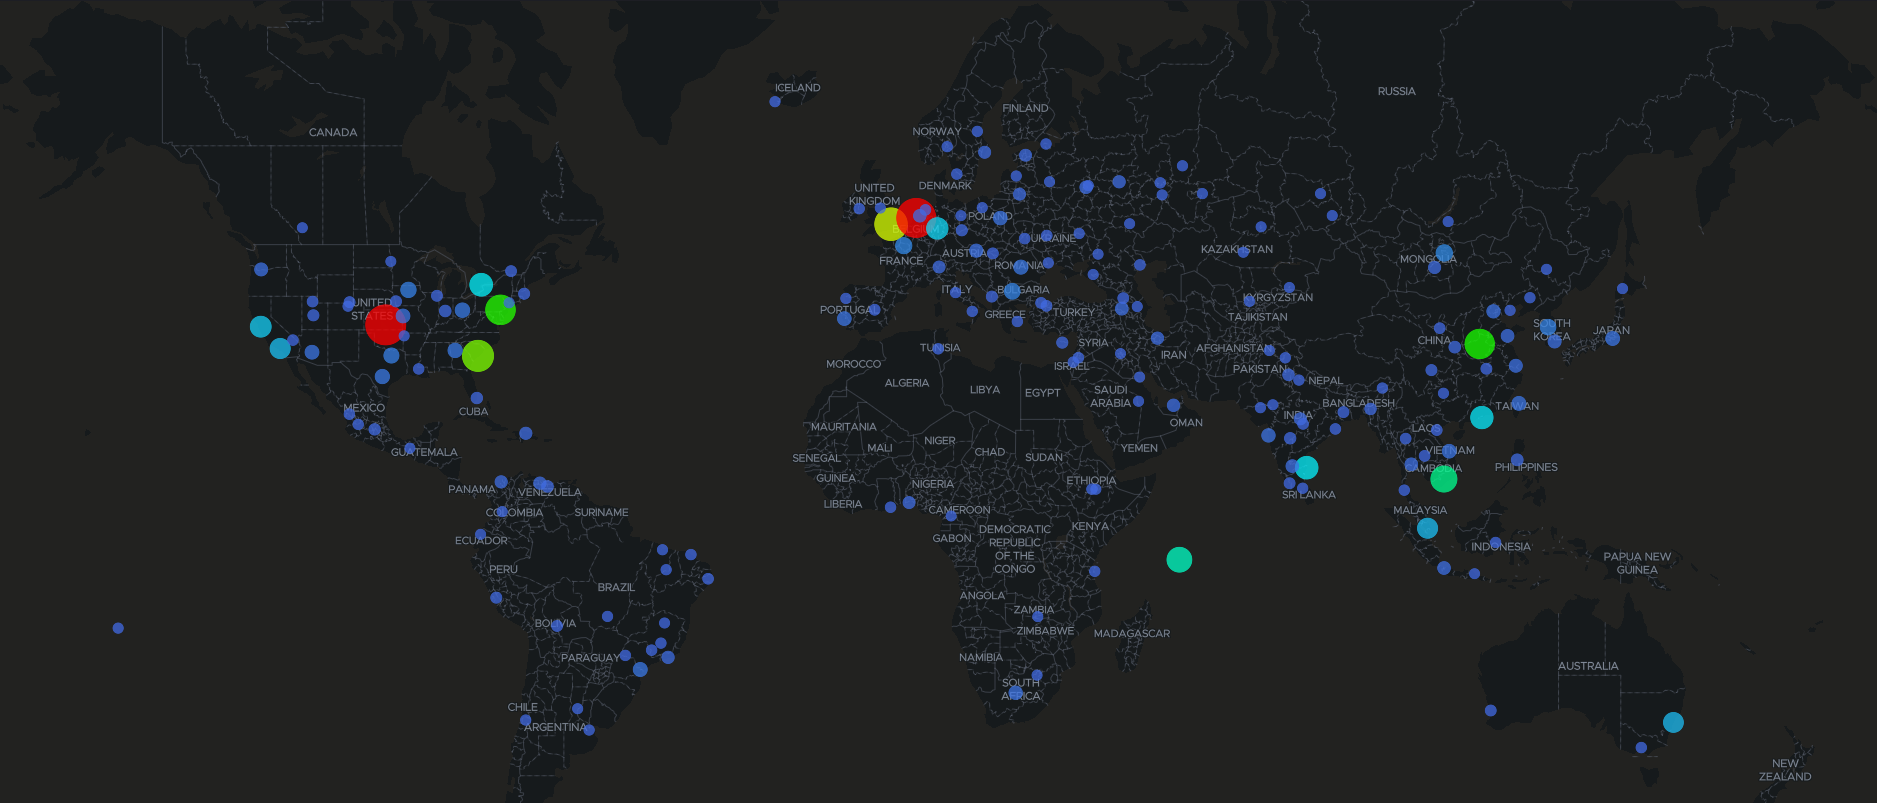 ICELAND
RUSSIA
FINLAND
CANADA
NORWAY
UNITED
KINGDOM
DENMARK
POLAND
BELGIUM
UKRAINE
KAZAKHSTAN
FRANCE
AUSTRIA
MONGOLIA
ROMANIA
ITALY
BULGARIA
KYRGYZSTAN
UNITED
STATES
PORTUGAL
GREECE
TURKEY
TAJIKISTAN
SOUTH
KOREA
JAPAN
TUNISIA
SYRIA
CHINA
AFGHANISTAN
IRAN
MOROCCO
ISRAEL
PAKISTAN
NEPAL
ALGERIA
LIBYA
EGYPT
SAUDI
ARABIA
MEXICO
CUBA
BANGLADESH
TAIWAN
INDIA
OMAN
MAURITANIA
LAOS
NIGER
MALI
CHAD
YEMEN
GUATEMALA
VIETNAM
SENEGAL
SUDAN
CAMBODIA
PHILIPPINES
GUINEA
NIGERIA
ETHIOPIA
PANAMA
VENEZUELA
SRI LANKA
LIBERIA
CAMEROON
COLOMBIA
SURINAME
MALAYSIA
KENYA
DEMOCRATIC
REPUBLIC
OF THE
CONGO
GABON
ECUADOR
INDONESIA
PAPUA NEW
GUINEA
PERU
BRAZIL
ANGOLA
ZAMBIA
BOLIVIA
ZIMBABWE
MADAGASCAR
PARAGUAY
NAMIBIA
AUSTRALIA
SOUTH
AFRICA
CHILE
ARGENTINA
NEW
ZEALAND